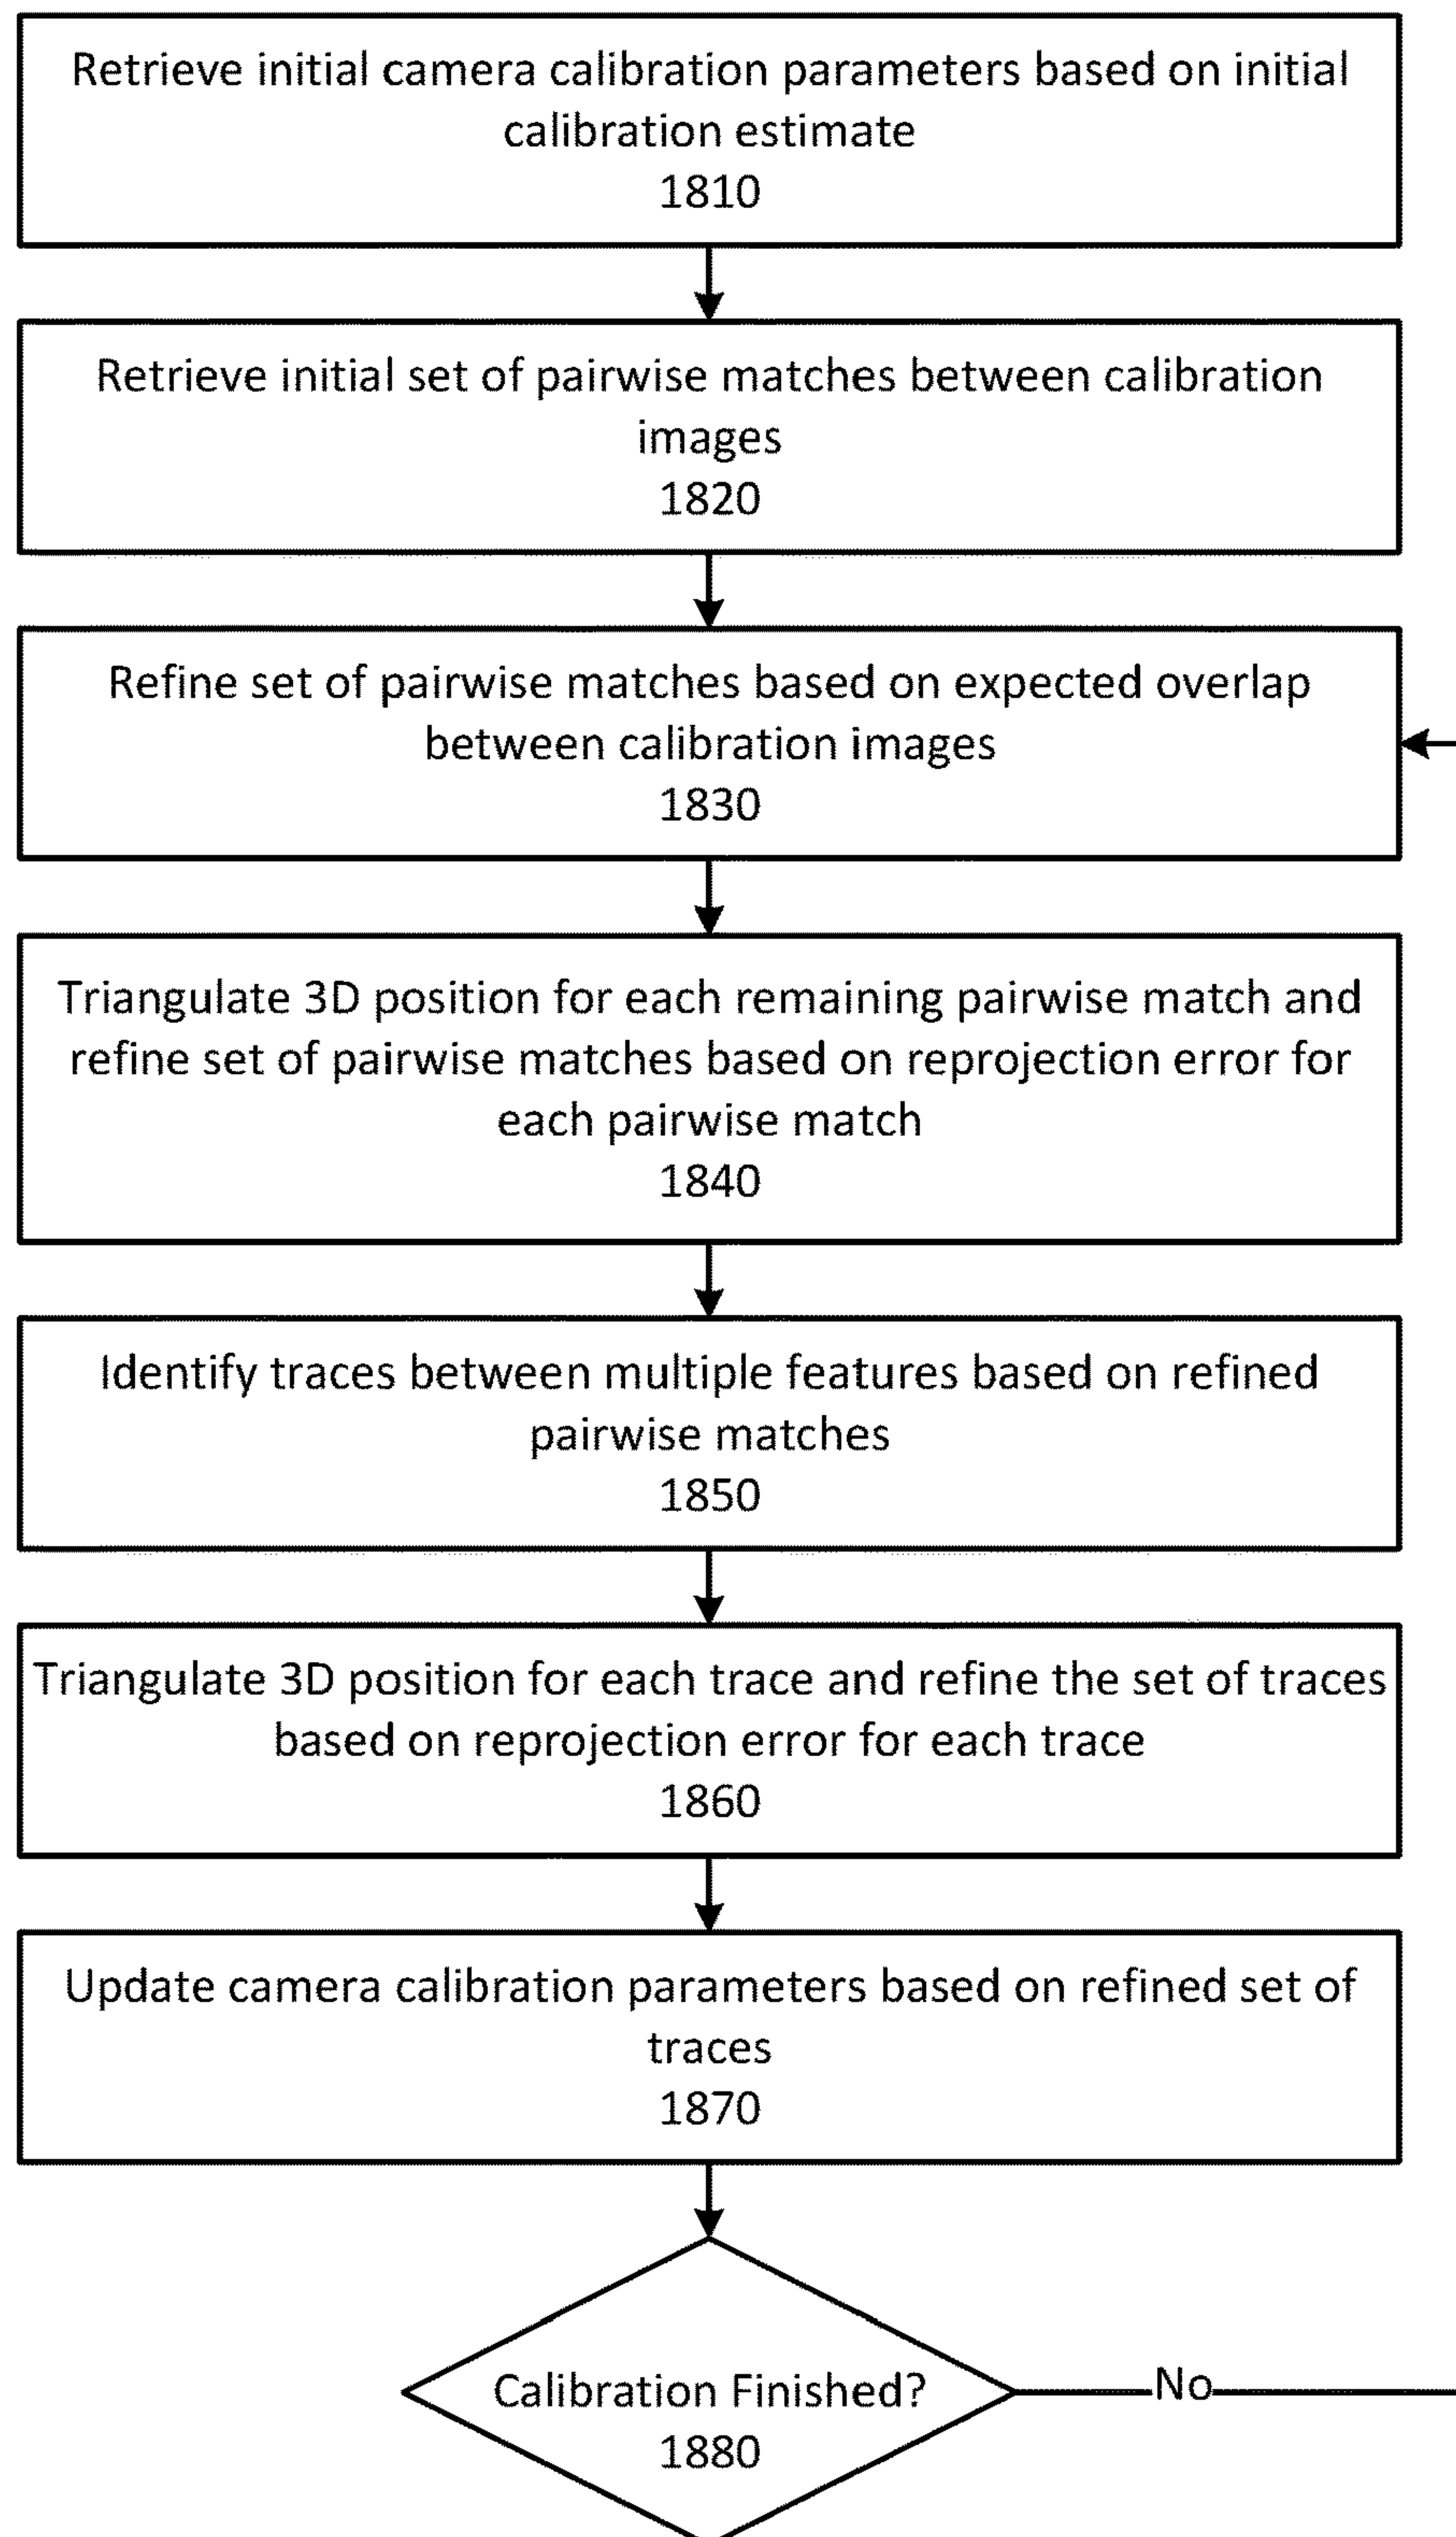 Retrieve initial camera calibration parameters based on initial
calibration estimate
1810
Retrieve initial set of pairwise matches between calibration
images
1820
Refine set of pairwise matches based on expected overlap
between calibration images
1830
Triangulate 3D position for each remaining pairwise match and
refine set of pairwise matches based on reprojection error for
each pairwise match
1840
Identify traces between multiple features based on refined
pairwise matches
1850
Triangulate 3D position for each trace and refine the set of traces
based on reprojection error for each trace
1860
Update camera calibration parameters based on refined set of
traces
1870
Calibration Finished?
1880
No